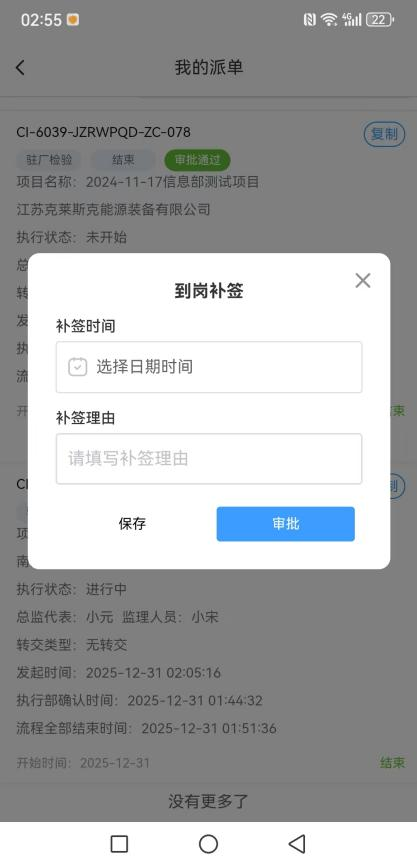 02:55
4G
22
我的派单
CI-6039-JZRWPQD-ZC-078
复制
驻厂检验 结束 审批通过
项目名称：2024-11-17信息部测试项目
江苏克莱斯克能源装备有限公司
执行状态：未开始
总
转
发
执
流
开
束
到岗补签
补签时间
选择日期时间
补签理由
请填写补签理由
保存 审批
CI
制
项
南
执行状态：进行中
总监代表：小元 监理人员：小宋
转交类型：无转交
发起时间：2025-12-31 02:05:16
执行部确认时间：2025-12-31 01:44:32
流程全部结束时间：2025-12-31 01:51:36
开始时间：2025-12-31 结束
没有更多了